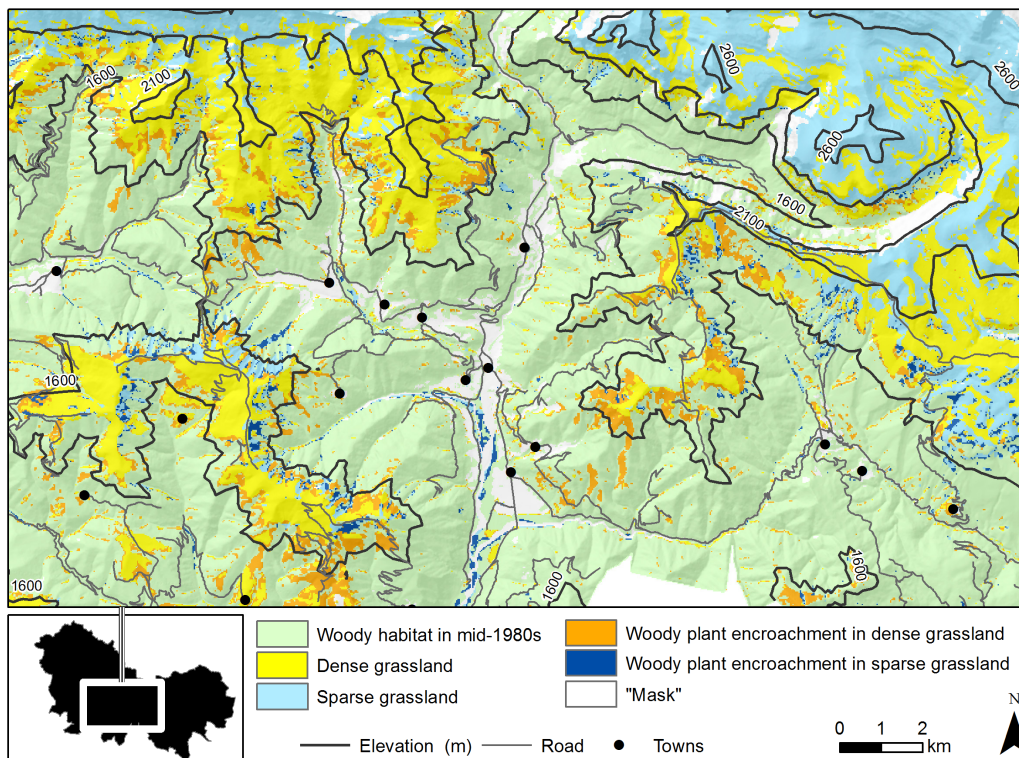 1600
2100
2600
2600
2600
1600
2100
1600
1600
1600
1600
Woody habitat in mid-1980s
Dense grassland
Sparse grassland
Woody plant encroachment in dense grassland
Woody plant encroachment in sparse grassland
"Mask"
Elevation (m)
Road
Towns
0 1 2
km
N